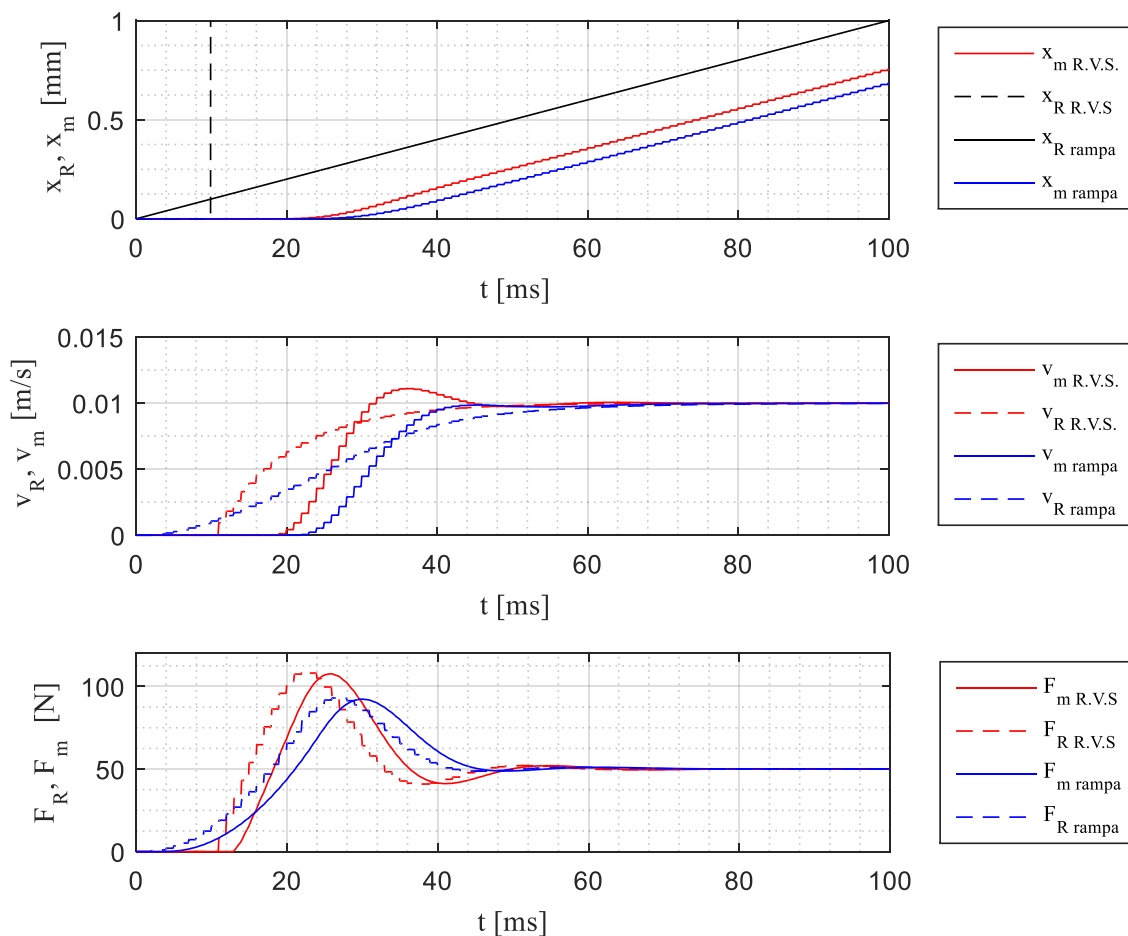 x_R, x_m [mm]
1
0.5
0
0 20 40 60 80 100
t [ms]
x_m R.V.S.
x_R R.V.S
x_R rampa
x_m rampa
v_R, v_m [m/s]
0.015
0.01
0.005
0
0 20 40 60 80 100
t [ms]
v_m R.V.S.
v_R R.V.S.
v_m rampa
v_R rampa
F_R, F_m [N]
100
50
0
0 20 40 60 80 100
t [ms]
F_m R.V.S
F_R R.V.S
F_m rampa
F_R rampa